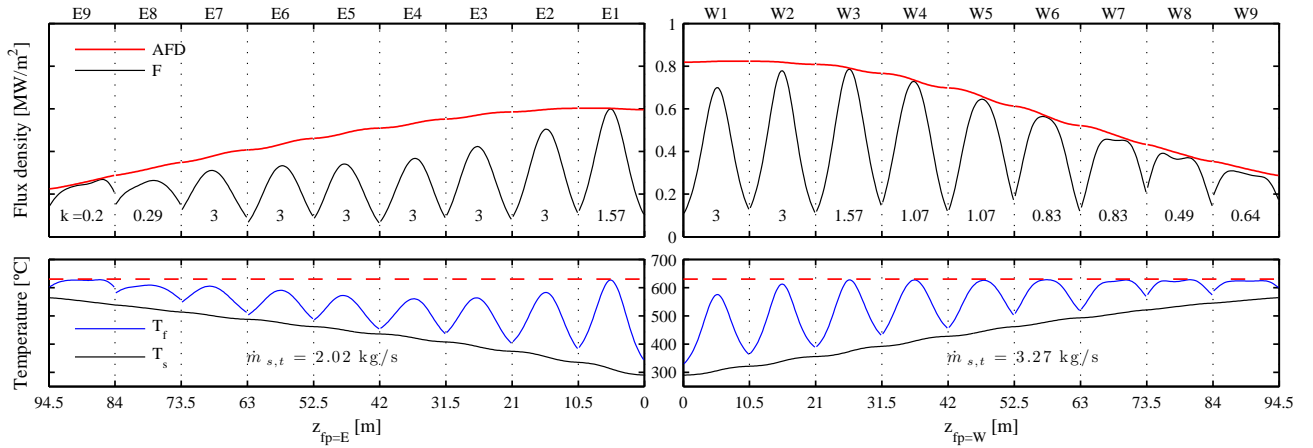 E9 E8 E7 E6 E5 E4 E3 E2 E1
W1 W2 W3 W4 W5 W6 W7 W8 W9
Flux density [MW/m²]
AFD
F
k =0.2 0.29 3 3 3 3 3 3 1.57
1
0.8
0.6
0.4
0.2
0
3 3 1.57 1.07 1.07 0.83 0.83 0.49 0.64
Temperature [ºC]
T_f
T_s
ṁ s,t = 2.02 kg/s
700
600
500
400
300
ṁ s,t = 3.27 kg/s
94.5 84 73.5 63 52.5 42 31.5 21 10.5 0
z_fp=E [m]
0 10.5 21 31.5 42 52.5 63 73.5 84 94.5
z_fp=W [m]